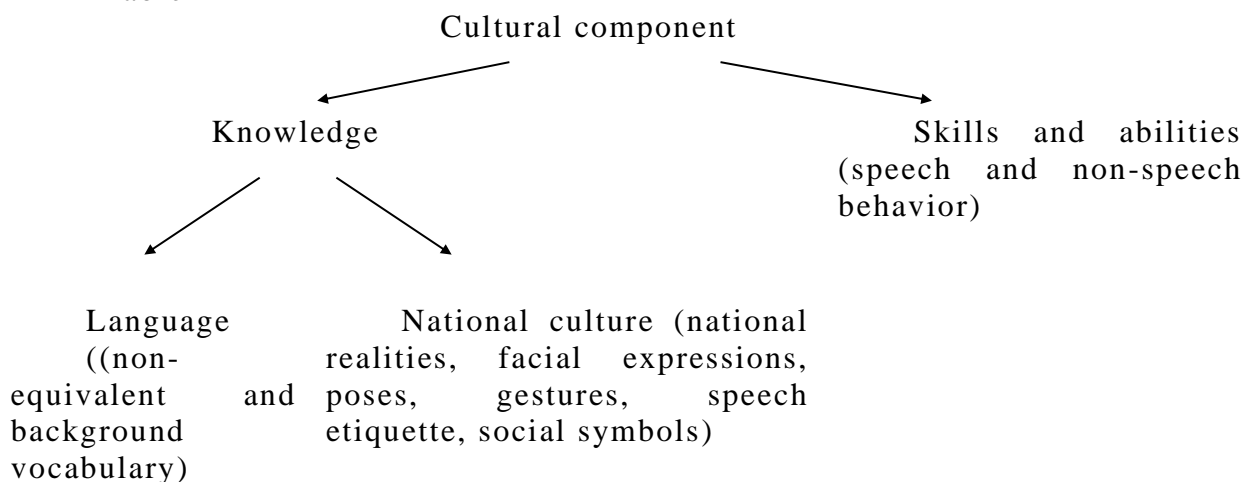 Cultural component
Knowledge
Skills and abilities
(speech and non-speech
behavior)
Language
((non-
equivalent and
background
vocabulary)
National culture (national
realities, facial expressions,
poses, gestures, speech
etiquette, social symbols)